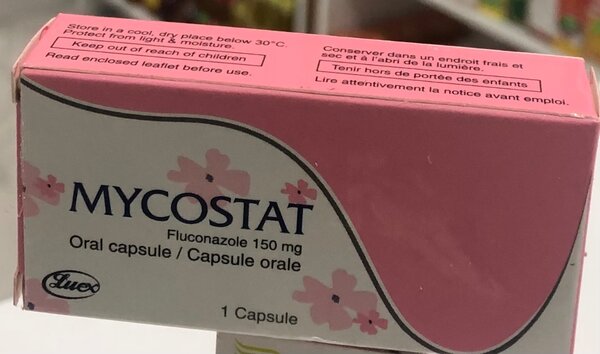 Store in a cool, dry place below 30°C.
Protect from light & moisture.
Keep out of reach of children
Read enclosed leaflet before use.
Conserver dans un endroit frais et
sec et à l'abri de la lumière.
Tenir hors de portée des enfants
Lire attentivement la notice avant emploi.
MYCOSTAT
Fluconazole 150 mg
Oral capsule / Capsule orale
Luex
1 Capsule